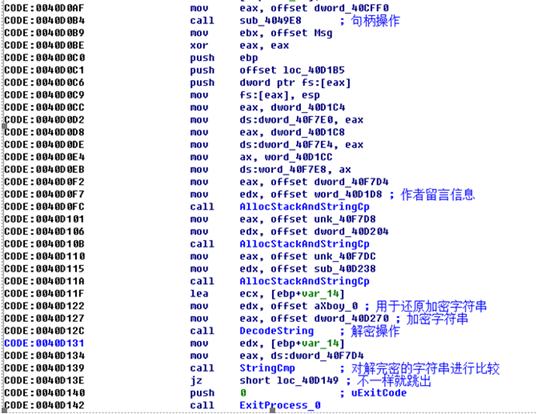 CODE:0040D0AF mov eax, offset dword_40CFF0
CODE:0040D0B4 call sub_4049E8 ; 句柄操作
CODE:0040D0B9 mov ebx, offset Msg
CODE:0040D0BE xor eax, eax
CODE:0040D0C0 push ebp
CODE:0040D0C1 push offset loc_40D1B5
CODE:0040D0C6 push dword ptr fs:[eax]
CODE:0040D0C9 mov fs:[eax], esp
CODE:0040D0CC mov eax, dword_40D1C4
CODE:0040D0D2 mov ds:dword_40F7E0, eax
CODE:0040D0D8 mov eax, dword_40D1C8
CODE:0040D0DE mov ds:dword_40F7E4, eax
CODE:0040D0E4 mov ax, word_40D1CC
CODE:0040D0EB mov ds:word_40F7E8, ax
CODE:0040D0F2 mov eax, offset dword_40F7D4
CODE:0040D0F7 mov edx, offset word_40D1D8 ; 作者留言信息
CODE:0040D0FC call AllocStackAndStringCp
CODE:0040D101 mov eax, offset unk_40F7D8
CODE:0040D106 mov edx, offset dword_40D204
CODE:0040D10B call AllocStackAndStringCp
CODE:0040D110 mov eax, offset unk_40F7DC
CODE:0040D115 mov edx, offset sub_40D238
CODE:0040D11A call AllocStackAndStringCp
CODE:0040D11F lea ecx, [ebp+var_14]
CODE:0040D122 mov edx, offset aXboy_0 ; 用于还原加密字符串
CODE:0040D127 mov eax, offset dword_40D270 ; 加密字符串
CODE:0040D12C call DecodeString ; 解密操作
CODE:0040D131 mov edx, [ebp+var_14]
CODE:0040D134 mov eax, ds:dword_40F7D4
CODE:0040D139 call StringCmp ; 对解完密的字符串进行比较
CODE:0040D13E jz short loc_40D149 ; 不一样就跳出
CODE:0040D140 push 0 ; uExitCode
CODE:0040D142 call ExitProcess_0